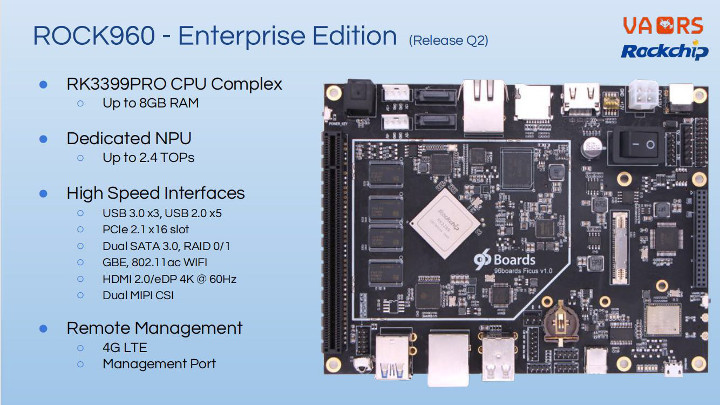 ROCK960 - Enterprise Edition (Release Q2)
VAMRS
Rockchip
● RK3399PRO CPU Complex
○ Up to 8GB RAM
● Dedicated NPU
○ Up to 2.4 TOPs
● High Speed Interfaces
○ USB 3.0 x3, USB 2.0 x5
○ PCIe 2.1 x16 slot
○ Dual SATA 3.0, RAID 0/1
○ GBE, 802.11ac WIFI
○ HDMI 2.0/eDP 4K @ 60Hz
○ Dual MIPI CSI
● Remote Management
○ 4G LTE
○ Management Port
Rockchip
96Boards
96boards Ficus v1.0